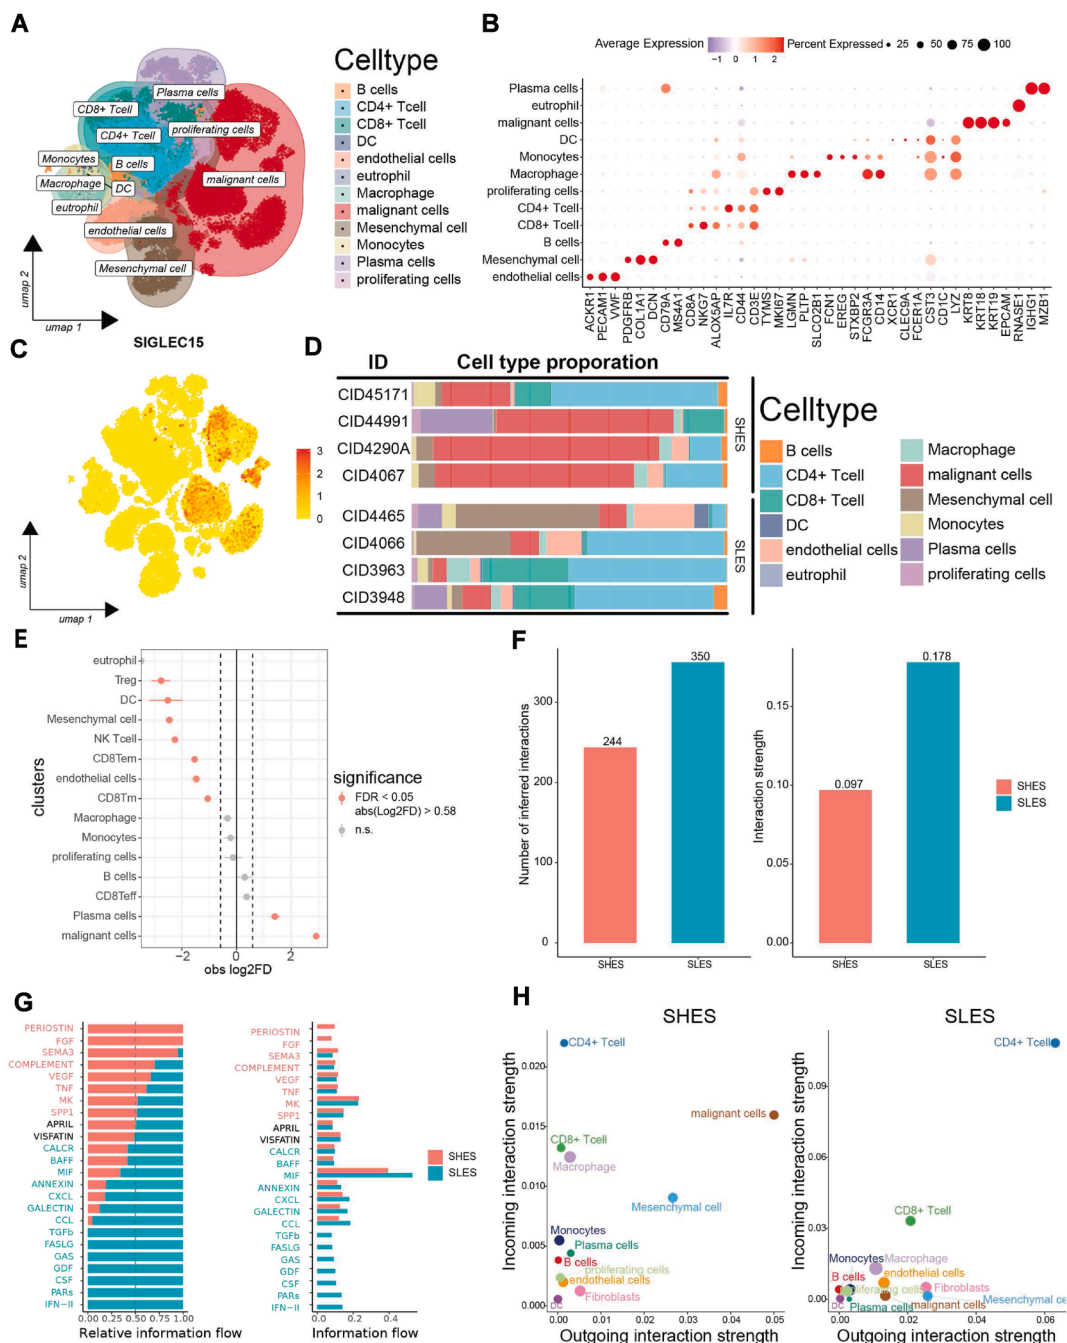 A
Plasma cells
CD8+ Tcell
CD4+ Tcell
proliferating cells
Monocytes
B cells
malignant cells
Macrophage
DC
eutrophil
endothelial cells
Mesenchymal cell
umap 2
umap 1
Celltype
B cells
CD4+ Tcell
CD8+ Tcell
DC
endothelial cells
eutrophil
Macrophage
malignant cells
Mesenchymal cell
Monocytes
Plasma cells
proliferating cells
B
Average Expression
−1 0 1 2
Percent Expressed 25 50 75 100
Plasma cells
eutrophil
malignant cells
DC
Monocytes
Macrophage
proliferating cells
CD4+ Tcell
CD8+ Tcell
B cells
Mesenchymal cell
endothelial cells
ACKR1
PECAM1
VWF
PDGFRB
COL1A1
DCN
CD79A
MS4A1
CD8A
NKG7
ALOX5AP
IL7R
CD44
CD3E
TYMS
MKI67
LGMN
PLTP
SLCO2B1
FCN1
EREG
STXBP2
FCGR3A
CD14
XCR1
CLEC9A
FCER1A
CST3
CD1C
LYZ
KRT8
KRT18
KRT19
EPCAM
RNASE1
IGHG1
MZB1
C
SIGLEC15
3
2
1
0
umap 2
umap 1
D
ID Cell type proporation
CID45171
CID44991
CID4290A
CID4067
SHES
CID4465
CID4066
CID3963
CID3948
SLES
Celltype
B cells
CD4+ Tcell
CD8+ Tcell
DC
endothelial cells
eutrophil
Macrophage
malignant cells
Mesenchymal cell
Monocytes
Plasma cells
proliferating cells
E
clusters
eutrophil
Treg
DC
Mesenchymal cell
NK Tcell
CD8Tem
endothelial cells
CD8Tm
Macrophage
Monocytes
proliferating cells
B cells
CD8Teff
Plasma cells
malignant cells
−2 0 2
obs log2FD
significance
FDR < 0.05
abs(Log2FD) > 0.58
n.s.
F
Number of inferred interactions
300
200
100
0
244
350
SHES SLES
Interaction strength
0.15
0.10
0.05
0.00
0.097
0.178
SHES SLES
SHES
SLES
G
PERIOSTIN
FGF
SEMA3
COMPLEMENT
VEGF
TNF
MK
SPP1
APRIL
VISFATIN
CALCR
BAFF
MIF
ANNEXIN
CXCL
GALECTIN
CCL
TGFb
FASLG
GAS
GDF
CSF
PARs
IFN−II
0.00 0.25 0.50 0.75 1.00
Relative information flow
PERIOSTIN
FGF
SEMA3
COMPLEMENT
VEGF
TNF
MK
SPP1
APRIL
VISFATIN
CALCR
BAFF
MIF
ANNEXIN
CXCL
GALECTIN
CCL
TGFb
FASLG
GAS
GDF
CSF
PARs
IFN−II
0.0 0.2 0.4
Information flow
SHES
SLES
H
SHES
Incoming interaction strength
0.020
0.015
0.010
0.005
0.000
CD4+ Tcell
malignant cells
CD8+ Tcell
Macrophage
Mesenchymal cell
Monocytes
Plasma cells
B cells
proliferating cells
endothelial cells
Fibroblasts
DC
0.00 0.01 0.02 0.03 0.04 0.05
Outgoing interaction strength
SLES
Incoming interaction strength
0.09
0.06
0.03
0.00
CD4+ Tcell
CD8+ Tcell
Monocytes
Macrophage
endothelial cells
B cells
Fibroblasts
DC
Plasma cells
malignant cells
Mesenchymal cell
0.00 0.02 0.04 0.06
Outgoing interaction strength